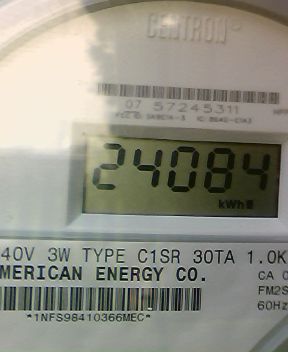 CENTRON®
07 57245311
24084
kWh
40V 3W TYPE C1SR 30TA 1.0K
MERICAN ENERGY CO.
CA 0
FM2S
60Hz
*1NFS98410366MEC*